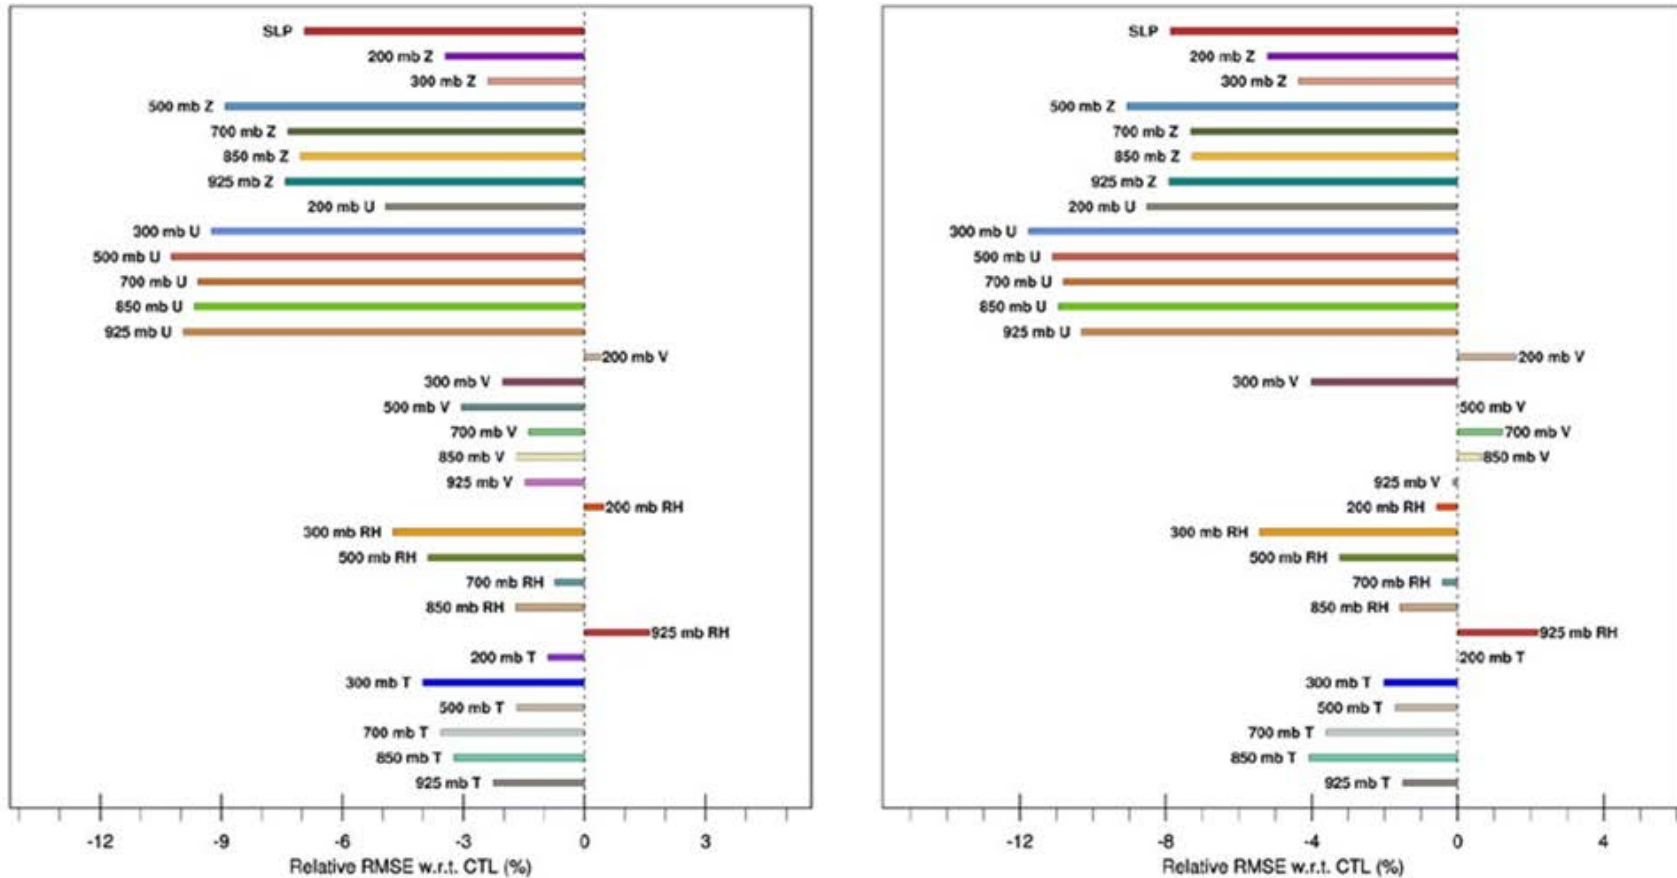 SLP
200 mb Z
300 mb Z
500 mb Z
700 mb Z
850 mb Z
925 mb Z
200 mb U
300 mb U
500 mb U
700 mb U
850 mb U
925 mb U
200 mb V
300 mb V
500 mb V
700 mb V
850 mb V
925 mb V
200 mb RH
300 mb RH
500 mb RH
700 mb RH
850 mb RH
925 mb RH
200 mb T
300 mb T
500 mb T
700 mb T
850 mb T
925 mb T
-12 -9 -6 -3 0 3
Relative RMSE w.r.t. CTL (%)
SLP
200 mb Z
300 mb Z
500 mb Z
700 mb Z
850 mb Z
925 mb Z
200 mb U
300 mb U
500 mb U
700 mb U
850 mb U
925 mb U
200 mb V
300 mb V
500 mb V
700 mb V
850 mb V
925 mb V
200 mb RH
300 mb RH
500 mb RH
700 mb RH
850 mb RH
925 mb RH
200 mb T
300 mb T
500 mb T
700 mb T
850 mb T
925 mb T
-12 -8 -4 0 4
Relative RMSE w.r.t. CTL (%)